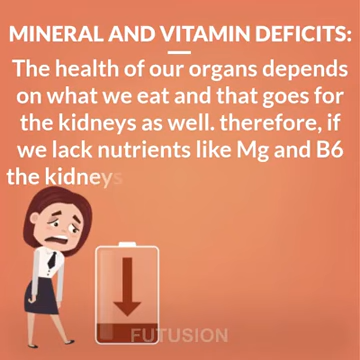 MINERAL AND VITAMIN DEFICITS:
The health of our organs depends
on what we eat and that goes for
the kidneys as well. therefore, if
we lack nutrients like Mg and B6
the kidneys
FUTUSION